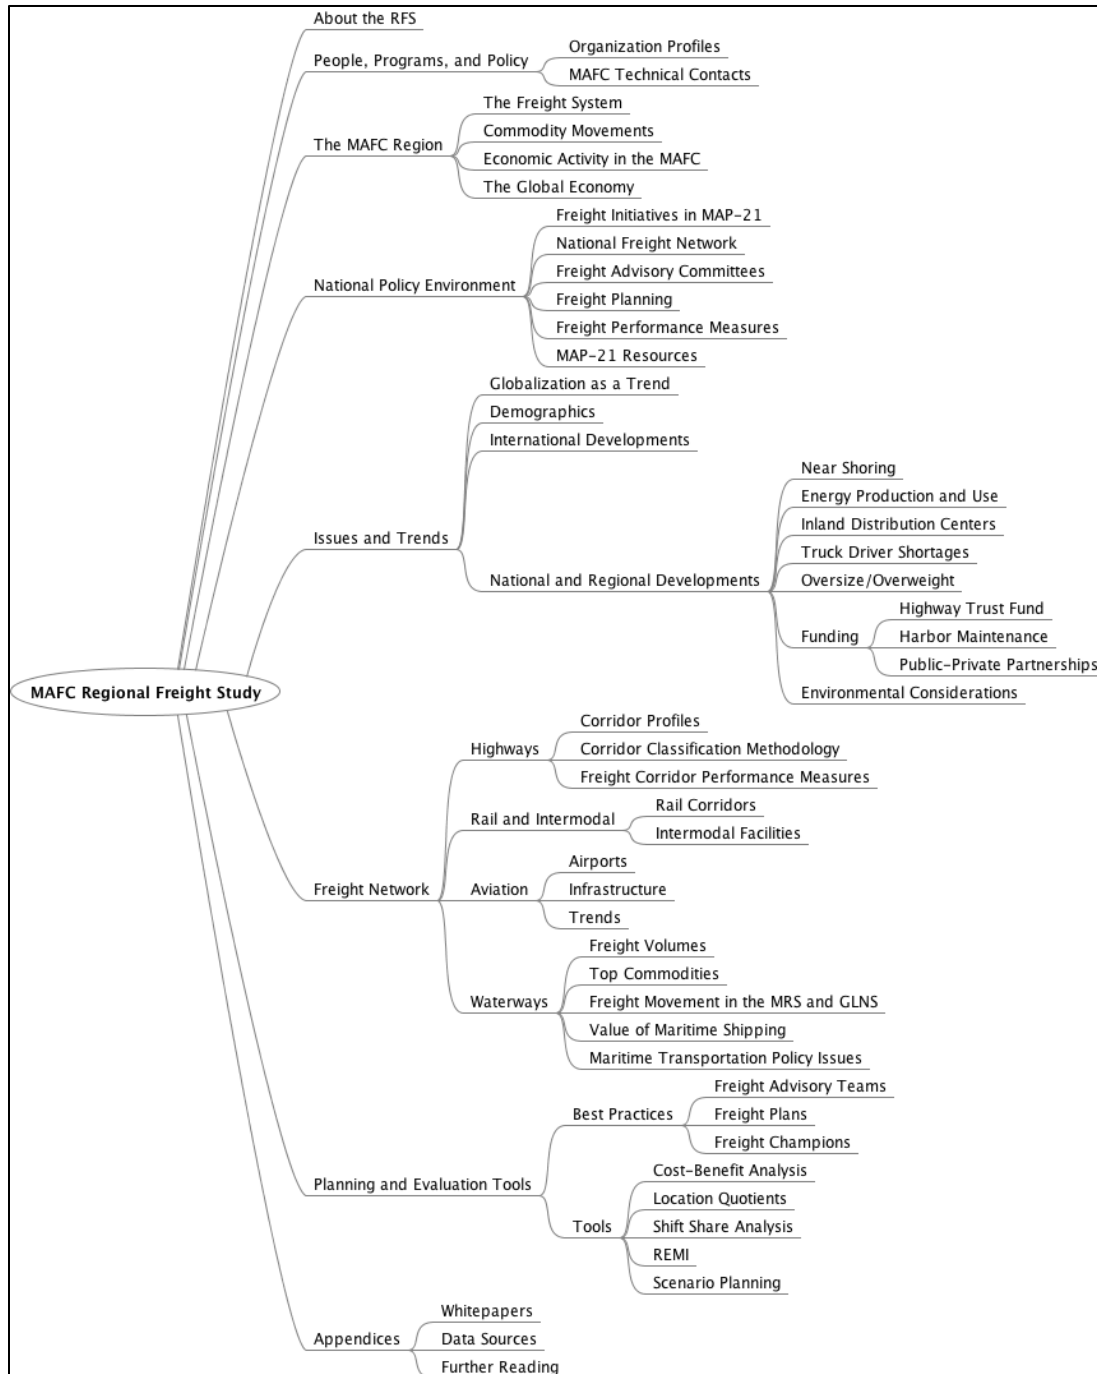 About the RFS
People, Programs, and Policy
Organization Profiles
MAFC Technical Contacts
The MAFC Region
The Freight System
Commodity Movements
Economic Activity in the MAFC
The Global Economy
National Policy Environment
Freight Initiatives in MAP-21
National Freight Network
Freight Advisory Committees
Freight Planning
Freight Performance Measures
MAP-21 Resources
Issues and Trends
Globalization as a Trend
Demographics
International Developments
National and Regional Developments
Near Shoring
Energy Production and Use
Inland Distribution Centers
Truck Driver Shortages
Oversize/Overweight
Funding
Highway Trust Fund
Harbor Maintenance
Public-Private Partnerships
Environmental Considerations
MAFC Regional Freight Study
Freight Network
Highways
Corridor Profiles
Corridor Classification Methodology
Freight Corridor Performance Measures
Rail and Intermodal
Rail Corridors
Intermodal Facilities
Aviation
Airports
Infrastructure
Trends
Waterways
Freight Volumes
Top Commodities
Freight Movement in the MRS and GLNS
Value of Maritime Shipping
Maritime Transportation Policy Issues
Planning and Evaluation Tools
Best Practices
Freight Advisory Teams
Freight Plans
Freight Champions
Tools
Cost-Benefit Analysis
Location Quotients
Shift Share Analysis
REMI
Scenario Planning
Appendices
Whitepapers
Data Sources
Further Reading